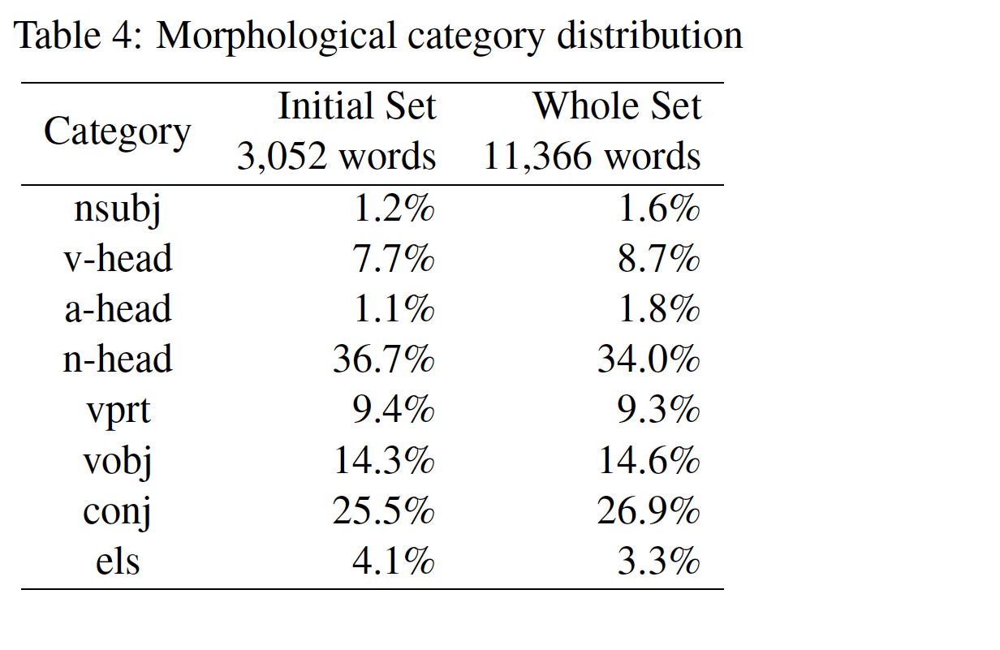 Table 4: Morphological category distribution
Category Initial Set Whole Set
3,052 words 11,366 words
nsubj 1.2% 1.6%
v-head 7.7% 8.7%
a-head 1.1% 1.8%
n-head 36.7% 34.0%
vprt 9.4% 9.3%
vobj 14.3% 14.6%
conj 25.5% 26.9%
els 4.1% 3.3%